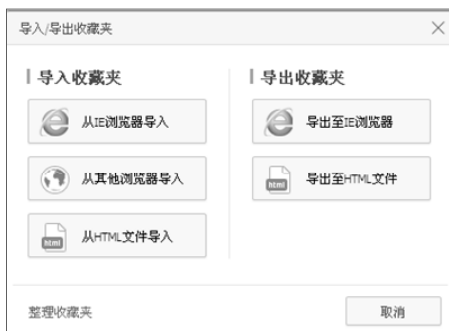 导入/导出收藏夹
导入收藏夹
从IE浏览器导入
从其他浏览器导入
html
从HTML文件导入
导出收藏夹
导出至IE浏览器
html
导出至HTML文件
整理收藏夹
取消